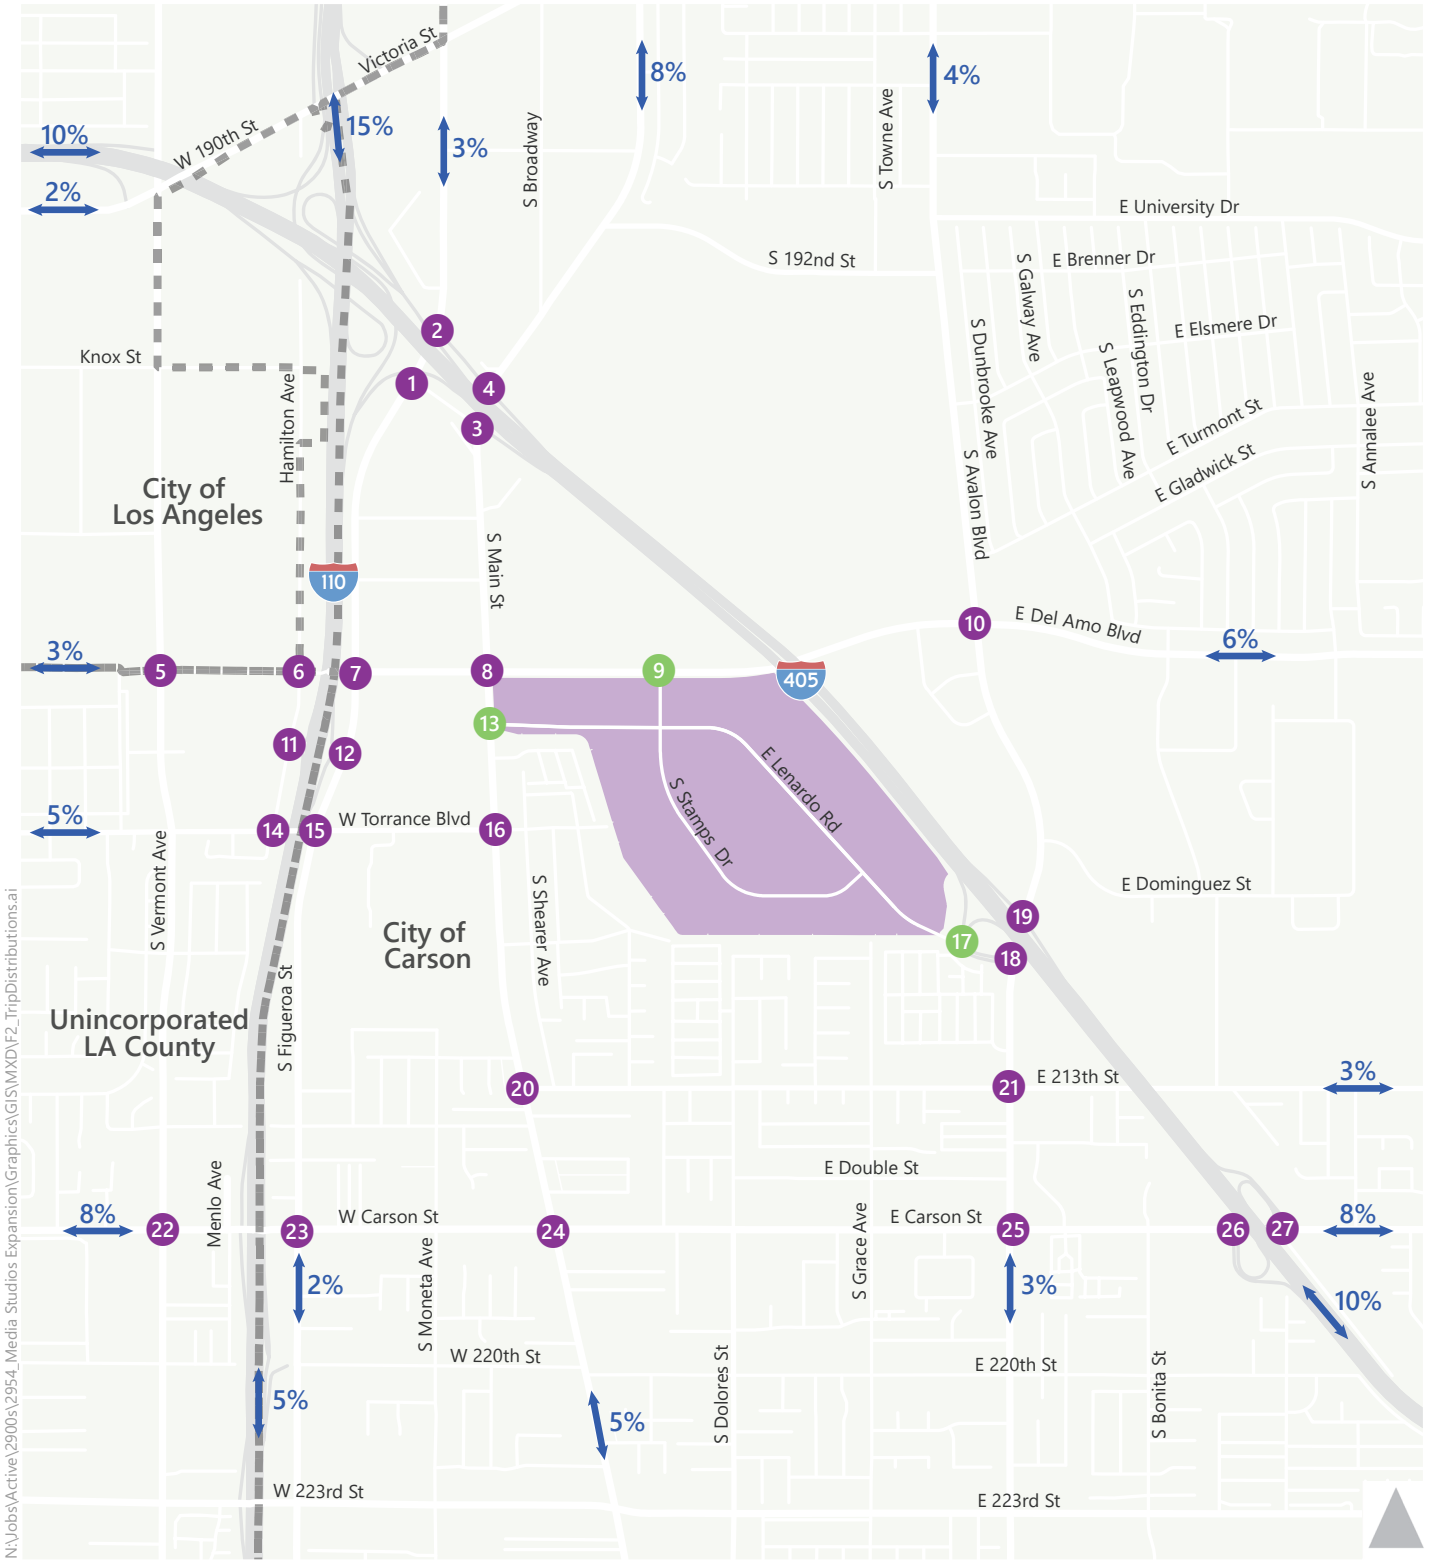 Victoria St
8%
4%
15%
10%
W 190th St
3%
S Broadway
S Towne Ave
2%
E University Dr
S 192nd St
E Brenner Dr
S Galway Ave
S Eddington Dr
E Elsmere Dr
2
S Dunbrooke Ave
S Leapwood Ave
Knox St
Hamilton Ave
1
4
3
S Annalee Ave
E Turmont St
E Gladwick St
S Avalon Blvd
City of
Los Angeles
S Main St
110
10
E Del Amo Blvd
6%
3%
5
6
7
8
9
405
13
11
12
E Lenardo Rd
S Stamps Dr
5%
14
15
W Torrance Blvd
16
S Vermont Ave
S Shearer Ave
E Dominguez St
City of
Carson
19
17
18
Unincorporated
LA County
S Figueroa St
20
21
E 213th St
3%
E Double St
Menlo Ave
8%
22
23
W Carson St
24
E Carson St
25
26
27
8%
S Grace Ave
S Moneta Ave
2%
3%
10%
W 220th St
E 220th St
S Dolores St
S Bonita St
5%
5%
W 223rd St
E 223rd St
N:\Jobs\Active\2900s\2954_Media Studios Expansion\Graphics\GIS\MXD\F2_TripDistributions.ai